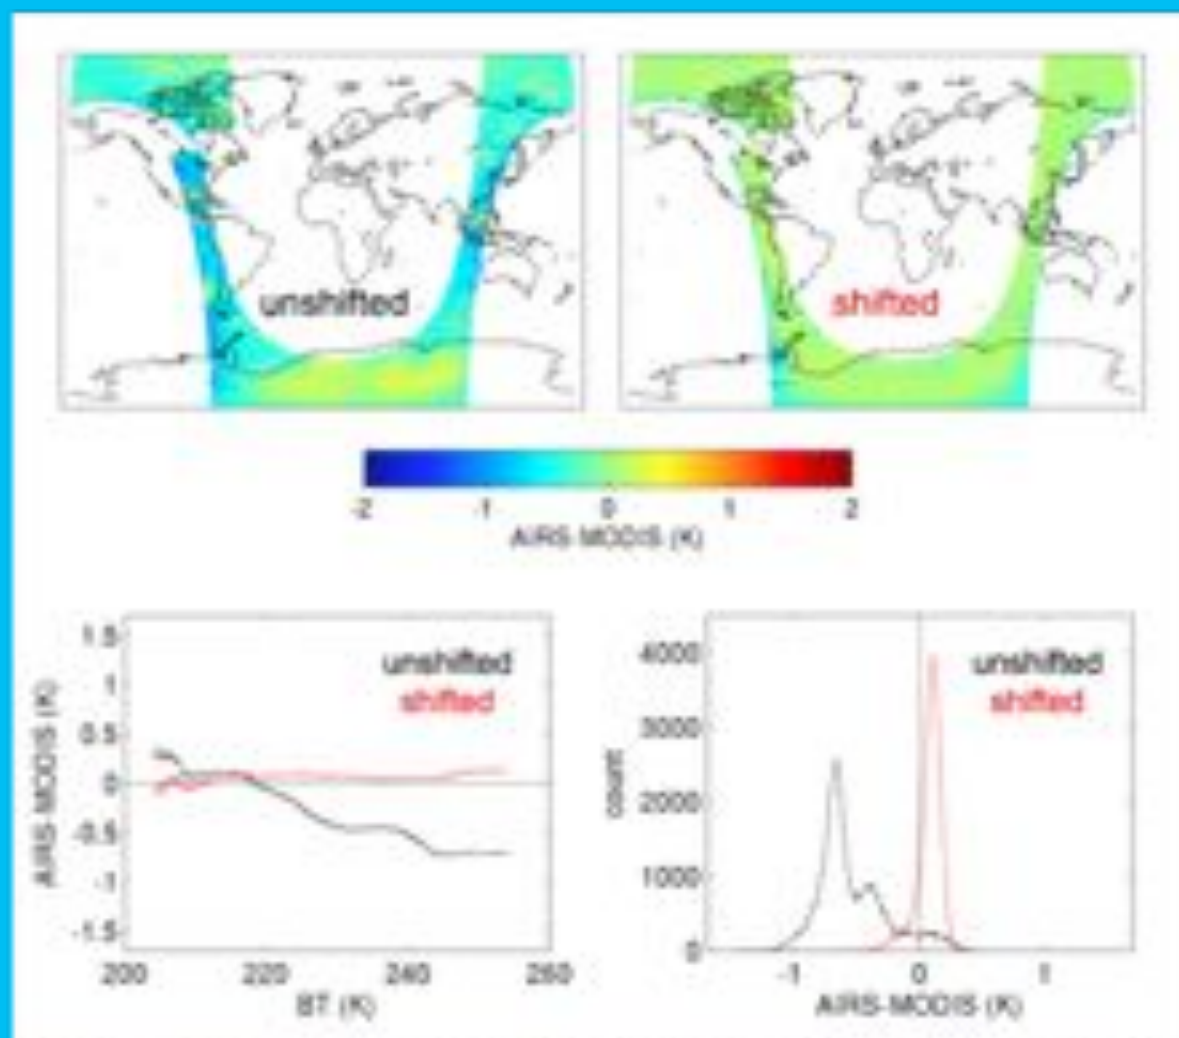 unshifted
shifted
-2 -1 0 1 2
AIRS-MODIS (K)
1.5
1
0.5
0
-0.5
-1
-1.5
AIRS-MODIS (K)
unshifted
shifted
200 220 240 260
BT (K)
4000
3000
2000
1000
0
count
unshifted
shifted
-1 0 1
AIRS-MODIS (K)